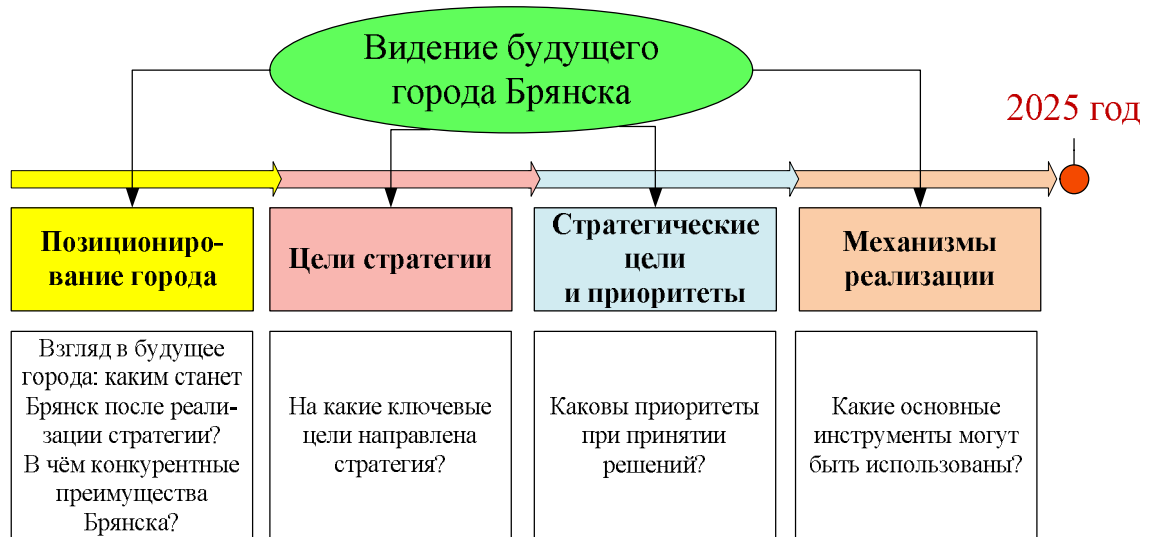 Видение будущего
города Брянска
2025 год
Позициониро-
вание города
Цели стратегии
Стратегические
цели
и приоритеты
Механизмы
реализации
Взгляд в будущее
города: каким станет
Брянск после реали-
зации стратегии?
В чём конкурентные
преимущества
Брянска?
На какие ключевые
цели направлена
стратегия?
Каковы приоритеты
при принятии
решений?
Какие основные
инструменты могут
быть использованы?